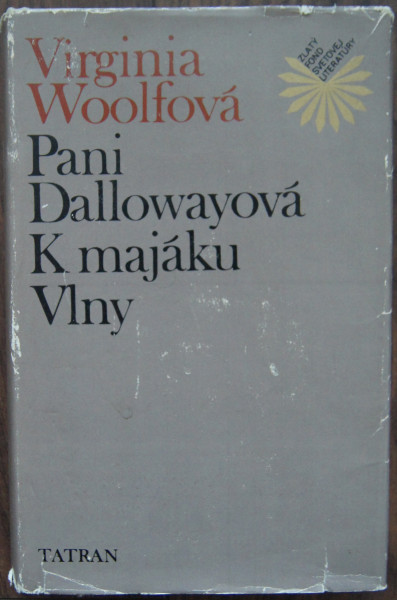 Virginia
Woolfová
Pani
Dallowayová
K majáku
Vlny
ZLATÝ
FOND
SVETOVEJ
LITERATÚRY
TATRAN